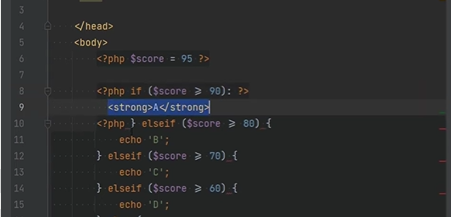 3
4 </head>
5 <body>
6 <?php $score = 95 ?>
7
8 <?php if ($score ⩾ 90): ?>
9 <strong>A</strong>
10 <?php } elseif ($score ⩾ 80) {
11 echo 'B';
12 } elseif ($score ⩾ 70) {
13 echo 'C';
14 } elseif ($score ⩾ 60) {
15 echo 'D';